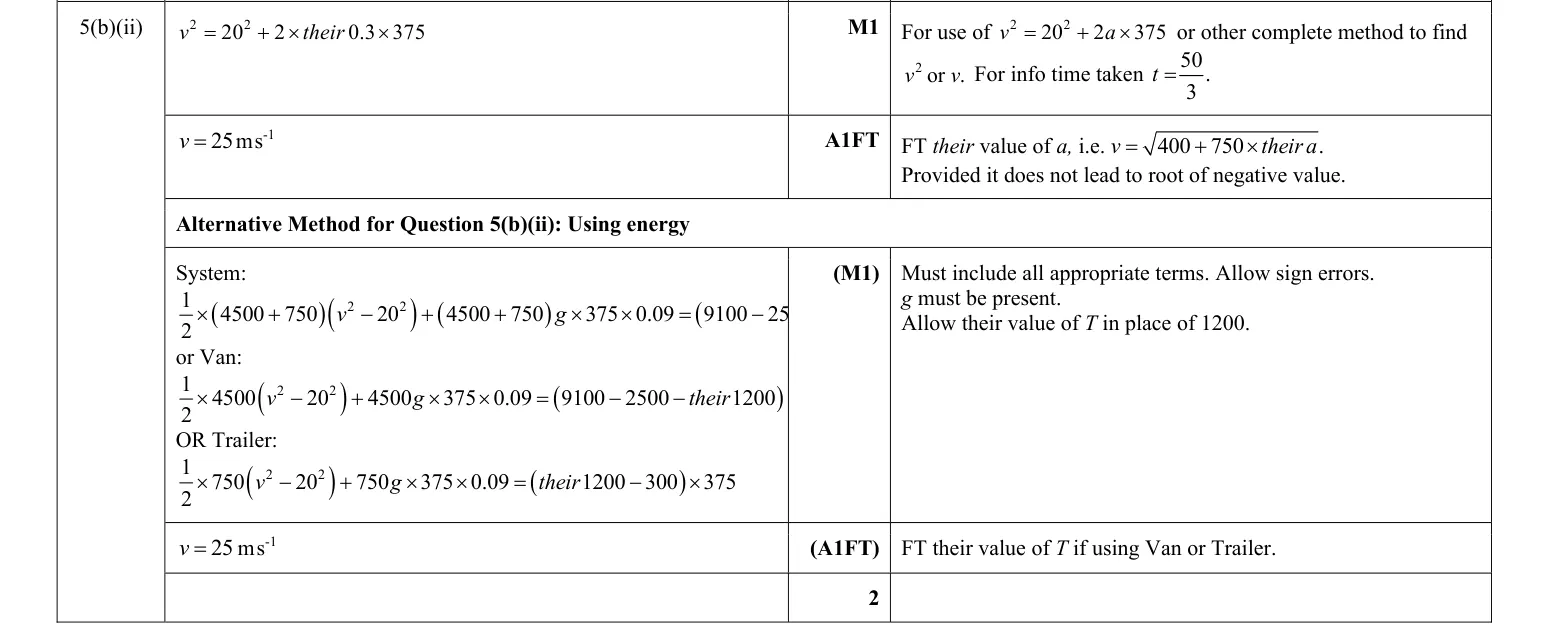 5(b)(ii)
v² = 20² + 2 × their 0.3 × 375
M1
For use of v² = 20² + 2a × 375 or other complete method to find
v² or v. For info time taken t = 50/3.
v = 25 ms⁻¹
A1FT
FT their value of a, i.e. v = √(400 + 750 × their a).
Provided it does not lead to root of negative value.
Alternative Method for Question 5(b)(ii): Using energy
System:
1/2 × (4500 + 750)(v² − 20²) + (4500 + 750)g × 375 × 0.09 = (9100 − 25
or Van:
1/2 × 4500(v² − 20²) + 4500g × 375 × 0.09 = (9100 − 2500 − their 1200)
OR Trailer:
1/2 × 750(v² − 20²) + 750g × 375 × 0.09 = (their 1200 − 300) × 375
(M1)
Must include all appropriate terms. Allow sign errors.
g must be present.
Allow their value of T in place of 1200.
v = 25 ms⁻¹
(A1FT)
FT their value of T if using Van or Trailer.
2